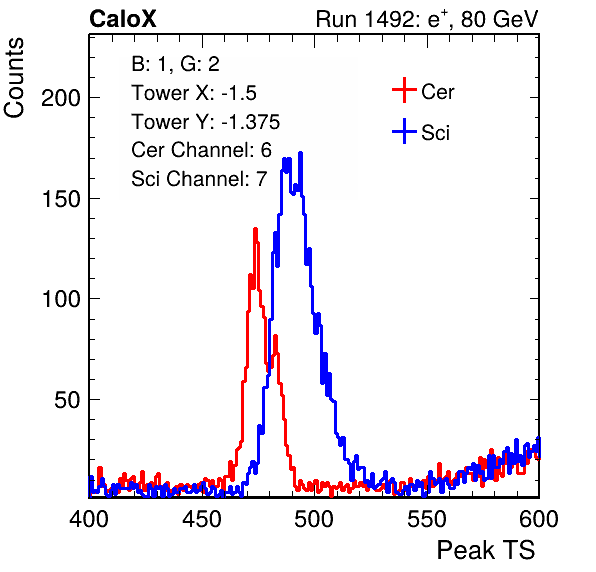 CaloX Run 1492: e⁺, 80 GeV
Counts
B: 1, G: 2
Tower X: -1.5
Tower Y: -1.375
Cer Channel: 6
Sci Channel: 7
Cer
Sci
200
150
100
50
400 450 500 550 600
Peak TS